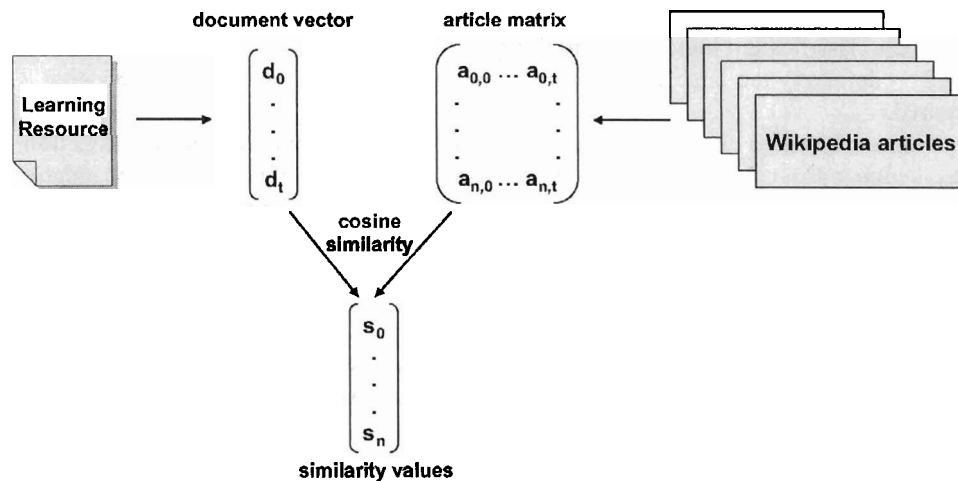 document vector
article matrix
Learning
Resource
d0
.
.
.
dt
a0,0 ... a0,t
. .
. .
. .
an,0 ... an,t
Wikipedia articles
cosine
similarity
s0
.
.
.
sn
similarity values